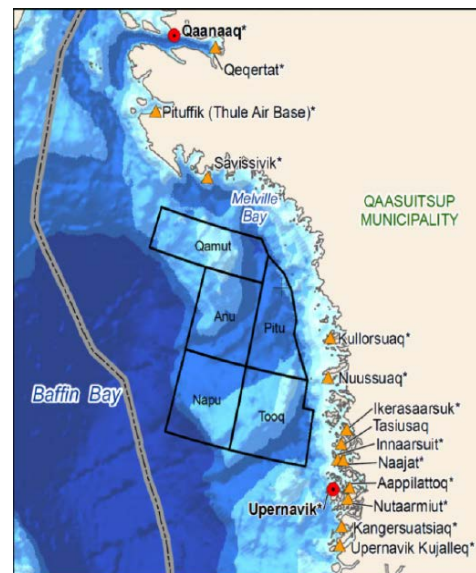 Qaanaaq*
Qeqertat*
Pituffik (Thule Air Base)*
Savissivik*
Melville
Bay
QAASUITSUP
MUNICIPALITY
Qamut
Anu
Pitu
Kullorsuaq*
Nuussuaq*
Baffin Bay
Napu
Tooq
Ikerasaarsuk*
Tasiusaq
Innaarsuit*
Naajat*
Aappilattoq*
Upernavik*
Nutaarmiut*
Kangersuatsiaq*
Upernavik Kujalleq*